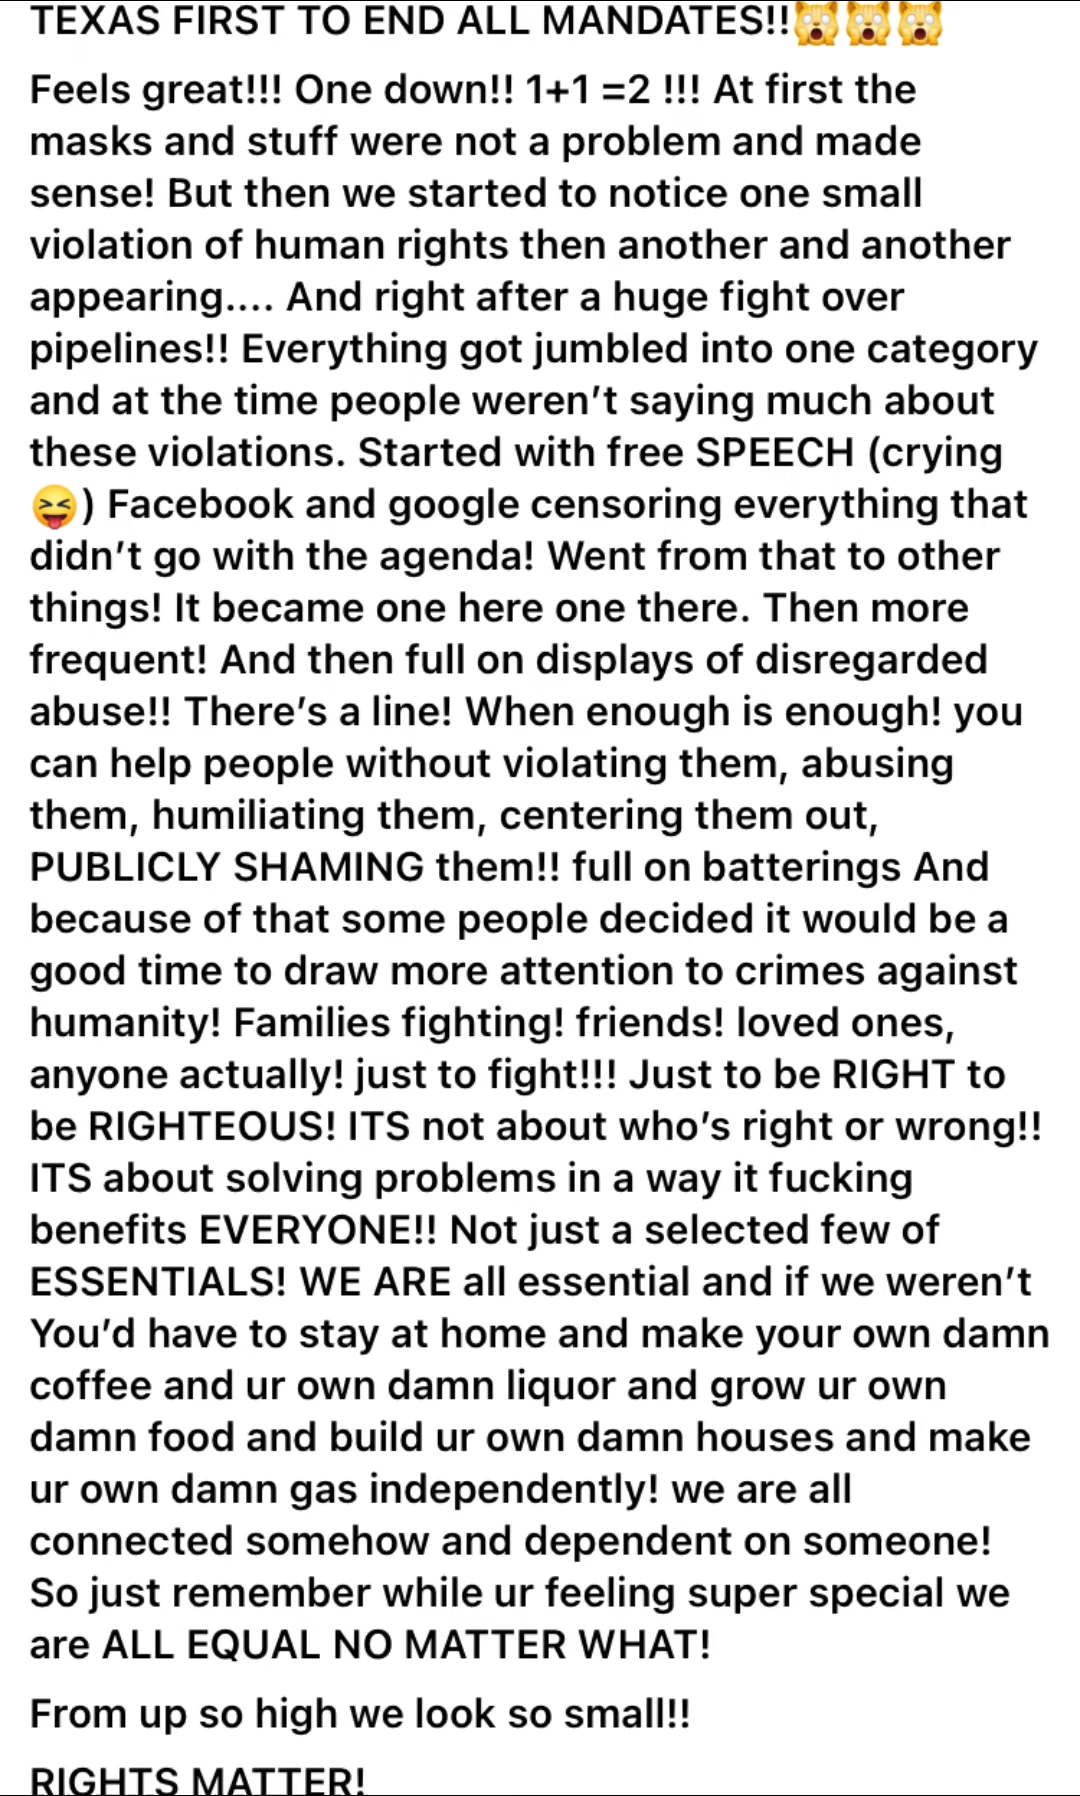 TEXAS FIRST TO END ALL MANDATES!!🙀🙀🙀
Feels great!!! One down!! 1+1 =2 !!! At first the
masks and stuff were not a problem and made
sense! But then we started to notice one small
violation of human rights then another and another
appearing.... And right after a huge fight over
pipelines!! Everything got jumbled into one category
and at the time people weren’t saying much about
these violations. Started with free SPEECH (crying
😝) Facebook and google censoring everything that
didn’t go with the agenda! Went from that to other
things! It became one here one there. Then more
frequent! And then full on displays of disregarded
abuse!! There’s a line! When enough is enough! you
can help people without violating them, abusing
them, humiliating them, centering them out,
PUBLICLY SHAMING them!! full on batterings And
because of that some people decided it would be a
good time to draw more attention to crimes against
humanity! Families fighting! friends! loved ones,
anyone actually! just to fight!!! Just to be RIGHT to
be RIGHTEOUS! ITS not about who’s right or wrong!!
ITS about solving problems in a way it fucking
benefits EVERYONE!! Not just a selected few of
ESSENTIALS! WE ARE all essential and if we weren’t
You’d have to stay at home and make your own damn
coffee and ur own damn liquor and grow ur own
damn food and build ur own damn houses and make
ur own damn gas independently! we are all
connected somehow and dependent on someone!
So just remember while ur feeling super special we
are ALL EQUAL NO MATTER WHAT!
From up so high we look so small!!
RIGHTS MATTER!